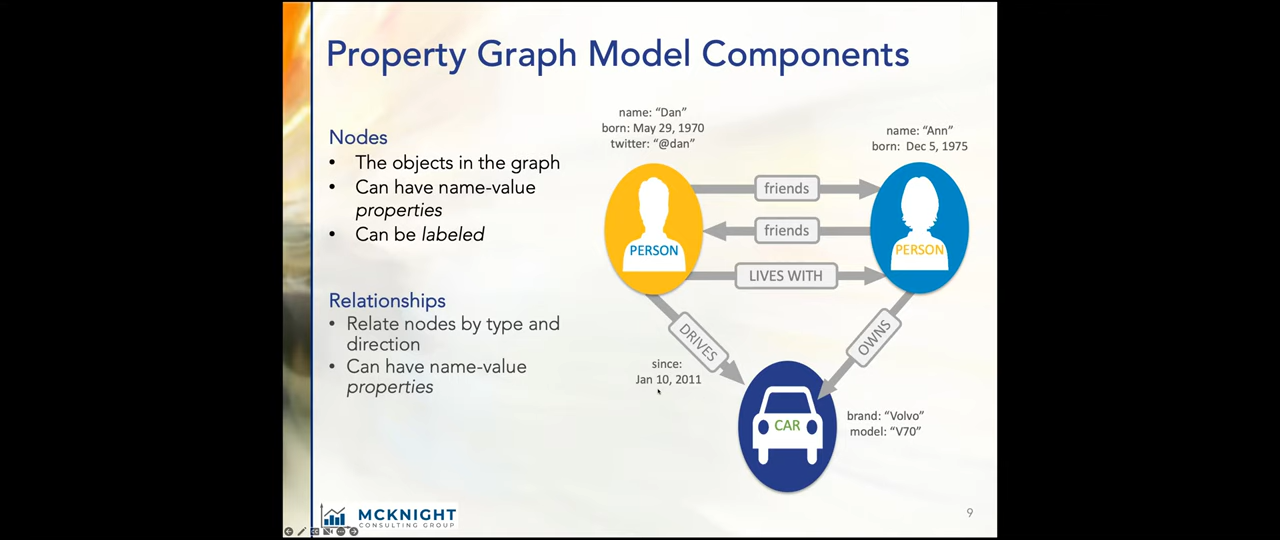 Property Graph Model Components
Nodes
• The objects in the graph
• Can have name-value
properties
• Can be labeled
Relationships
• Relate nodes by type and
direction
• Can have name-value
properties
name: “Dan”
born: May 29, 1970
twitter: “@dan”
name: “Ann”
born: Dec 5, 1975
friends
friends
PERSON
PERSON
LIVES WITH
DRIVES
OWNS
since:
Jan 10, 2011
CAR
brand: “Volvo”
model: “V70”
MCKNIGHT
CONSULTING GROUP
9